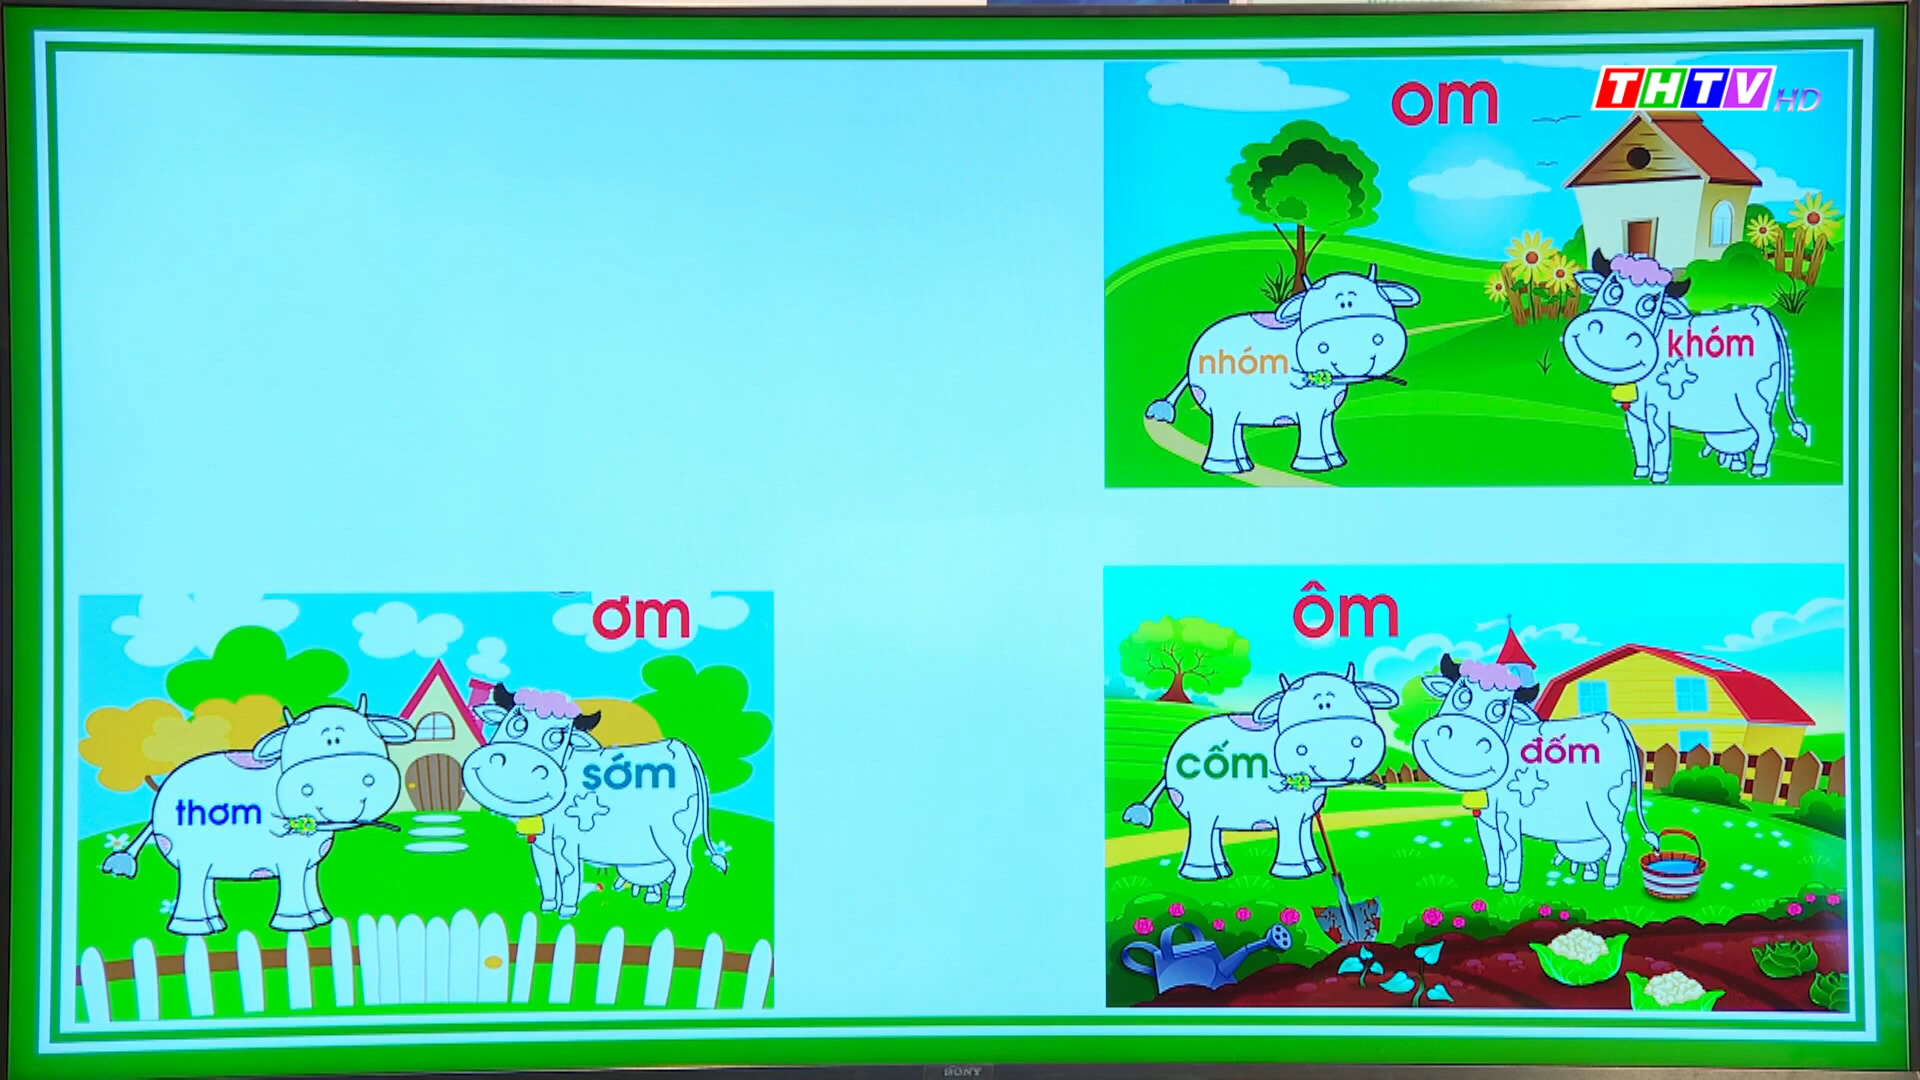 om
THTV HD
nhóm
khóm
ơm
thơm
sớm
ôm
cốm
đốm
SONY